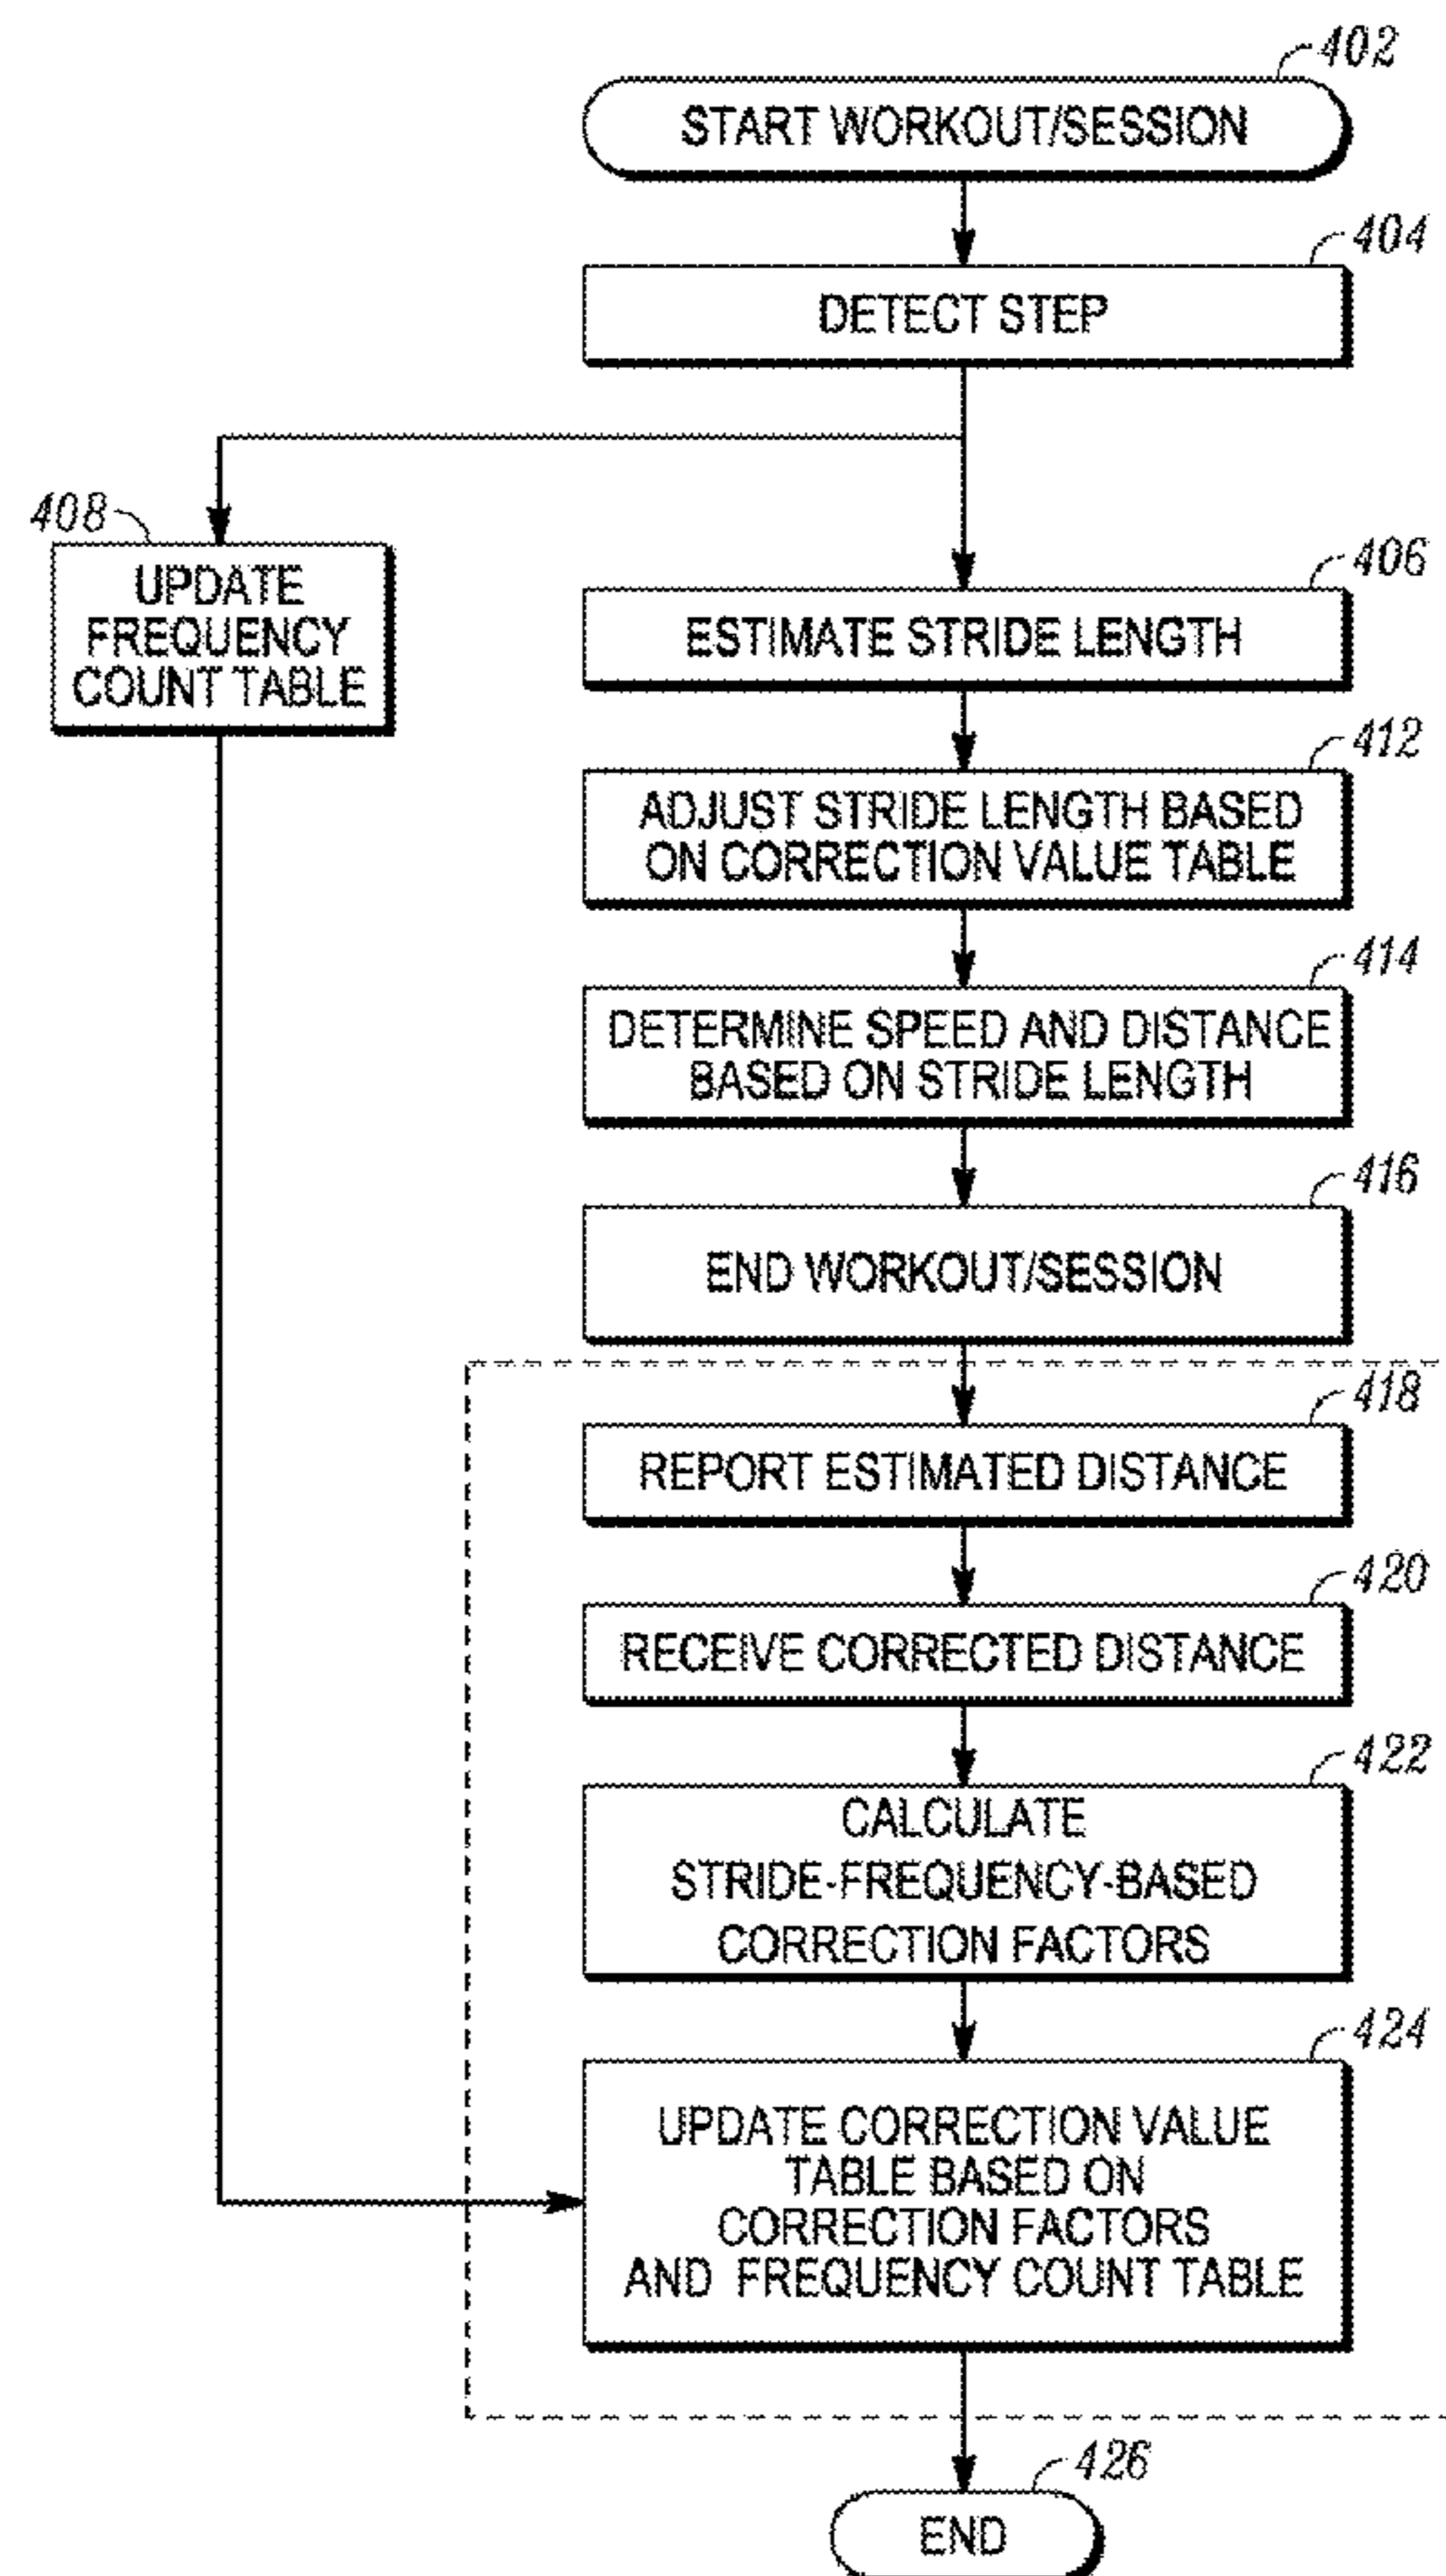 402
START WORKOUT/SESSION
404
DETECT STEP
408
UPDATE
FREQUENCY
COUNT TABLE
406
ESTIMATE STRIDE LENGTH
412
ADJUST STRIDE LENGTH BASED
ON CORRECTION VALUE TABLE
414
DETERMINE SPEED AND DISTANCE
BASED ON STRIDE LENGTH
416
END WORKOUT/SESSION
418
REPORT ESTIMATED DISTANCE
420
RECEIVE CORRECTED DISTANCE
422
CALCULATE
STRIDE-FREQUENCY-BASED
CORRECTION FACTORS
424
UPDATE CORRECTION VALUE
TABLE BASED ON
CORRECTION FACTORS
AND FREQUENCY COUNT TABLE
426
END